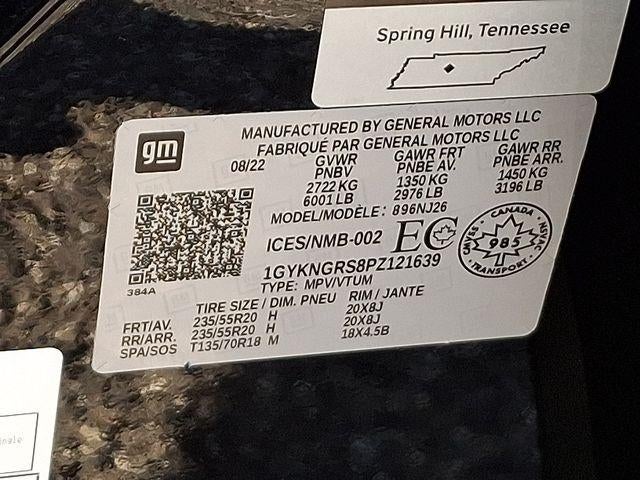 Spring Hill, Tennessee
gm
MANUFACTURED BY GENERAL MOTORS LLC
FABRIQUÉ PAR GENERAL MOTORS LLC
08/22 GVWR GAWR FRT GAWR RR
PNBV PNBE AV. PNBE ARR.
2722 KG 1350 KG 1450 KG
6001 LB 2976 LB 3196 LB
MODEL/MODÈLE: 896NJ26
ICES/NMB-002 EC
CANADA
985
TRANSPORT
1GYKNGRS8PZ121639
384A
TYPE: MPV/VTUM
TIRE SIZE / DIM. PNEU RIM / JANTE
FRT/AV. 235/55R20 H 20X8J
RR/ARR. 235/55R20 H 20X8J
SPA/SOS T135/70R18 M 18X4.5B